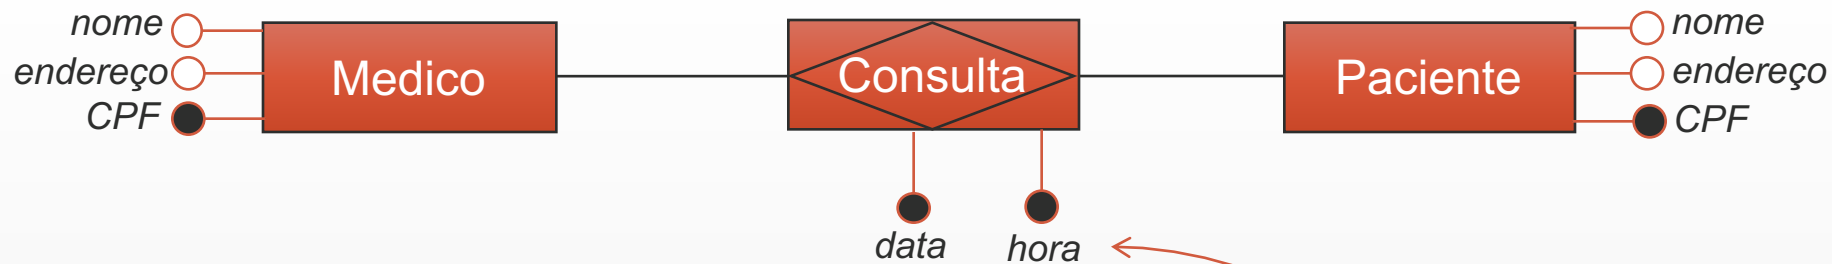 nome
endereço
CPF
Medico
Consulta
data
hora
Paciente
nome
endereço
CPF